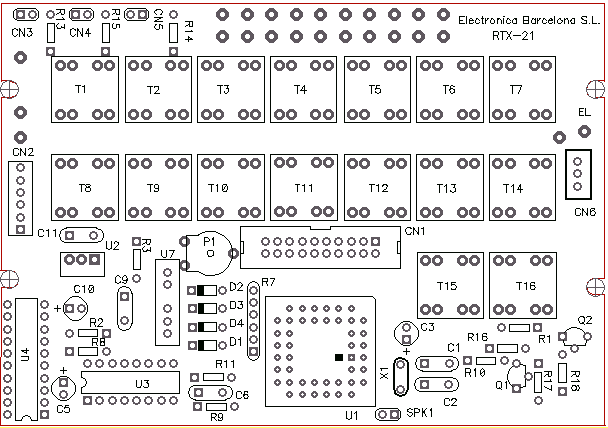 CN3
R13
CN4
R15
CN5
R14
Electronica Barcelona S.L.
RTX-21
T1
T2
T3
T4
T5
T6
T7
EL
CN2
T8
T9
T10
T11
T12
T13
T14
CN6
C11
U2
R3
P1
CN1
U7
C10
C9
D2
R7
T15
T16
D3
R2
D4
C3
Q2
U4
R8
D1
R16
R1
C1
R10
R11
X1
U3
Q1
R17
R18
C5
C6
C2
R9
U1
SPK1
+
+
+